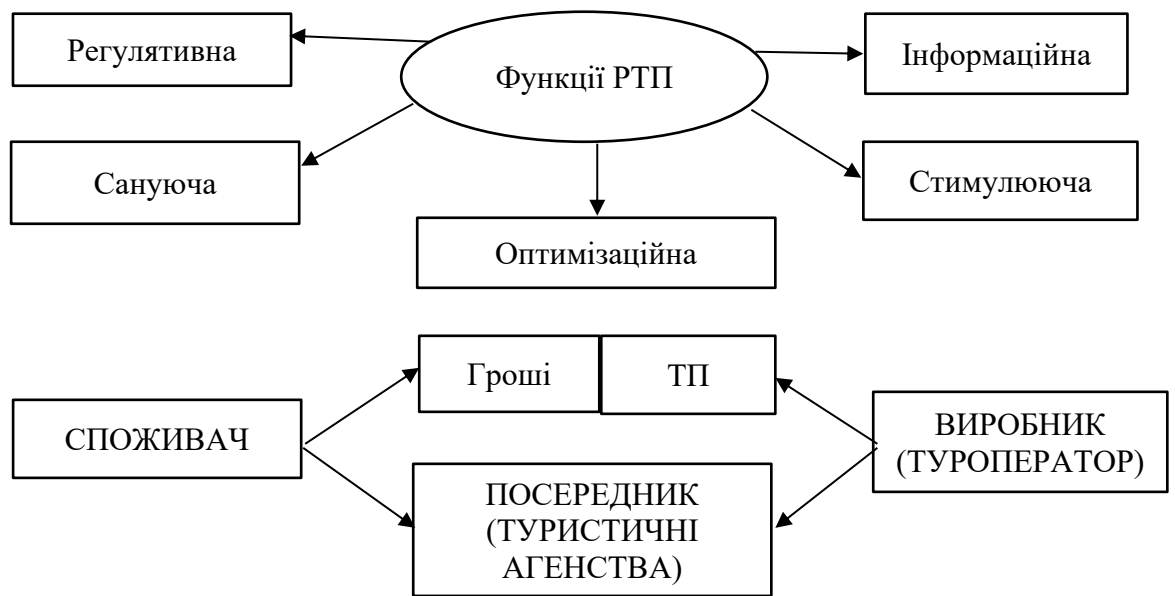 Регулятивна
Функції РТП
Інформаційна
Сануюча
Стимулююча
Оптимізаційна
Гроші
ТП
СПОЖИВАЧ
ВИРОБНИК
(ТУРОПЕРАТОР)
ПОСЕРЕДНИК
(ТУРИСТИЧНІ
АГЕНСТВА)